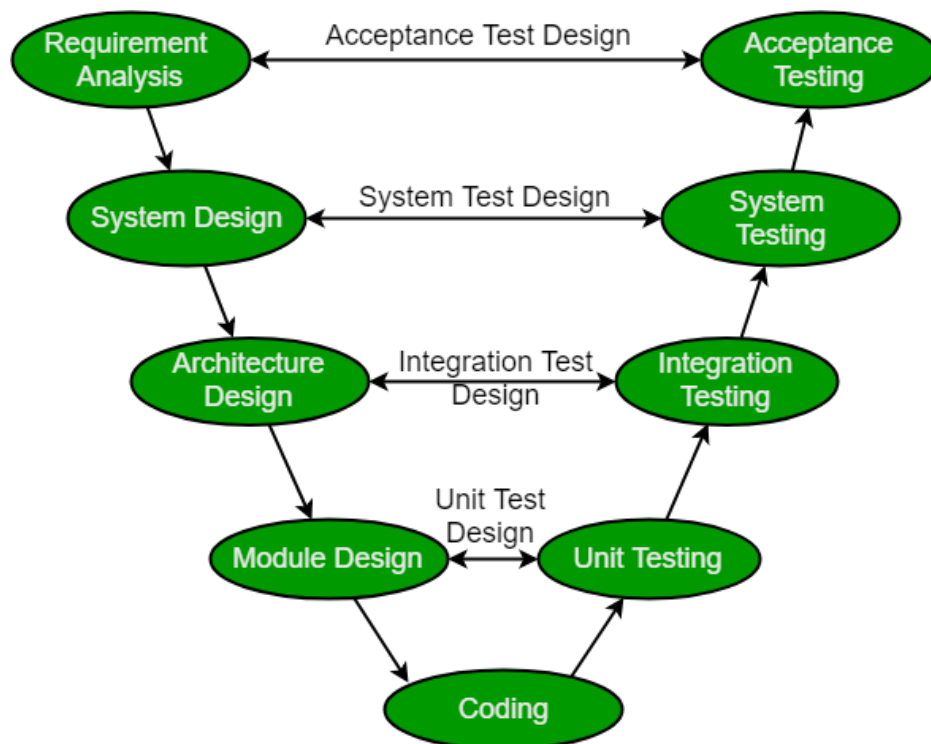 Requirement
Analysis
Acceptance Test Design
Acceptance
Testing
System Design
System Test Design
System
Testing
Architecture
Design
Integration Test
Design
Integration
Testing
Module Design
Unit Test
Design
Unit Testing
Coding